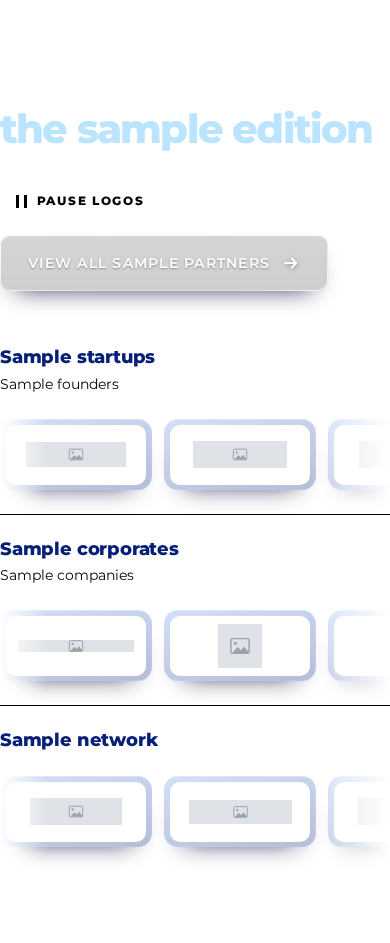 the sample edition
PAUSE LOGOS
VIEW ALL SAMPLE PARTNERS
Sample startups
Sample founders
Sample corporates
Sample companies
Sample network